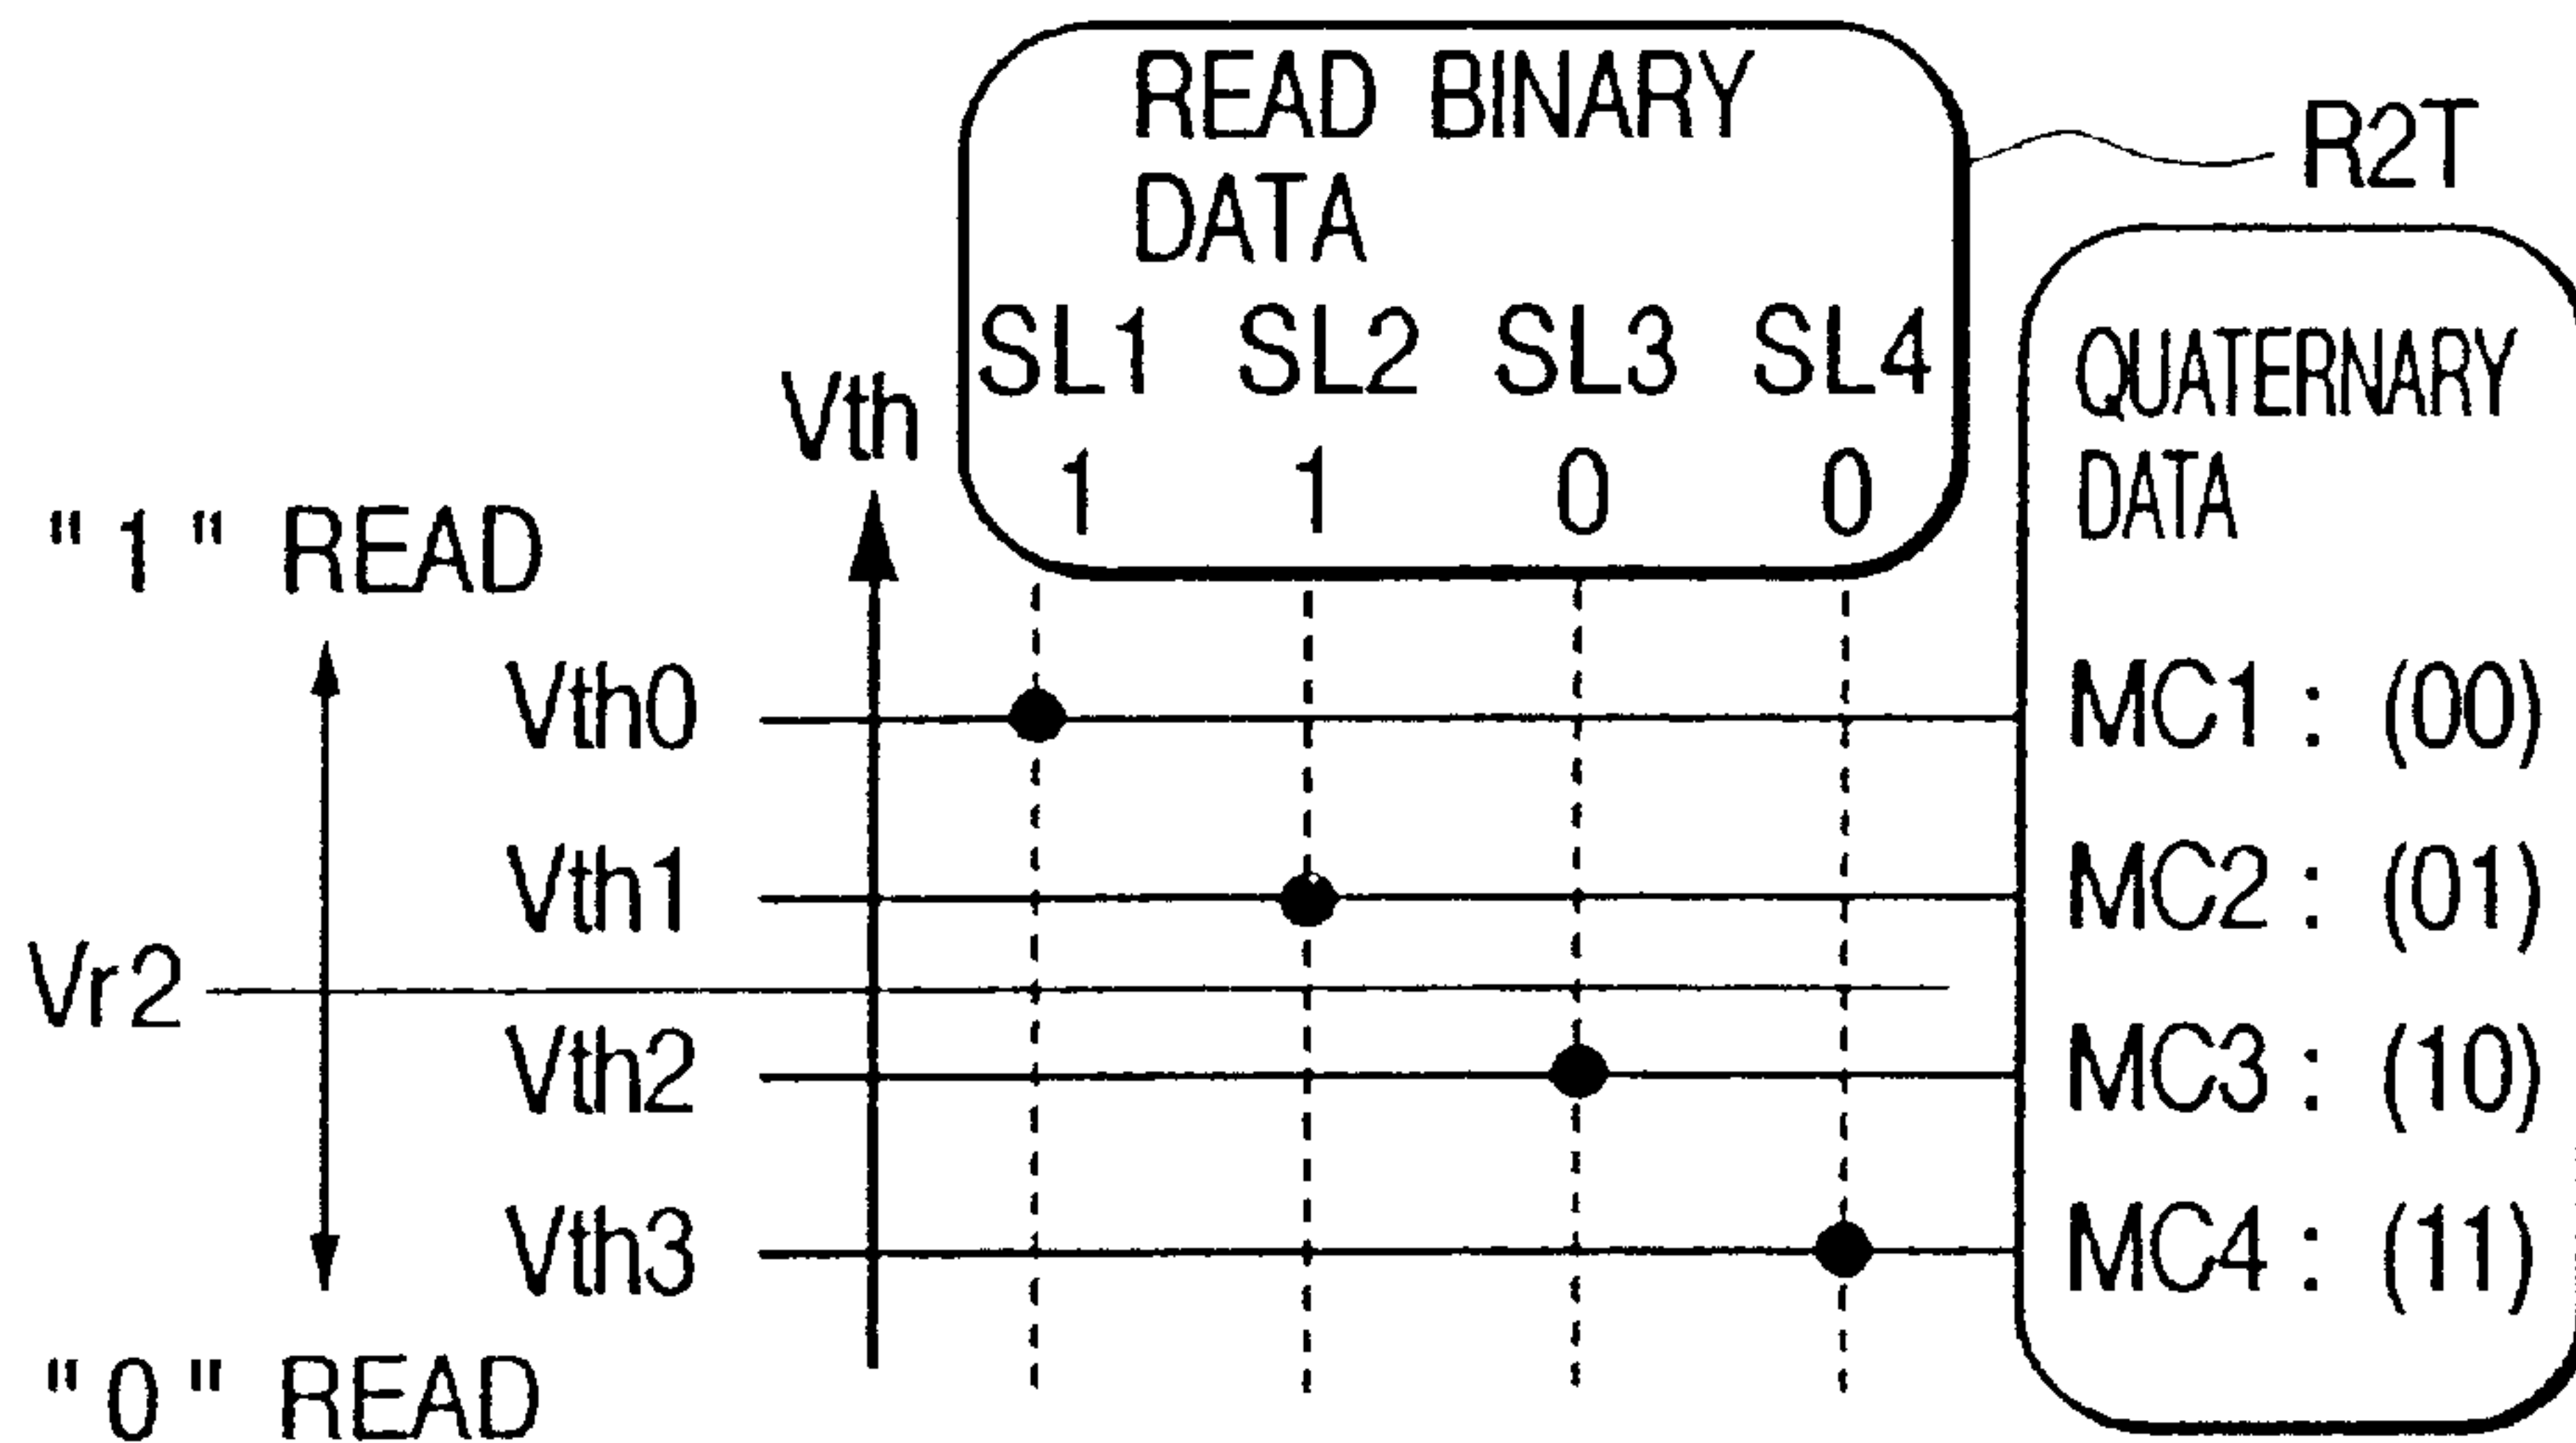 READ BINARY
DATA
R2T
SL1 SL2 SL3 SL4
1 1 0 0
Vth
QUATERNARY
DATA
" 1 " READ
Vth0
MC1 : (00)
Vth1
MC2 : (01)
Vr2
Vth2
MC3 : (10)
Vth3
MC4 : (11)
" 0 " READ